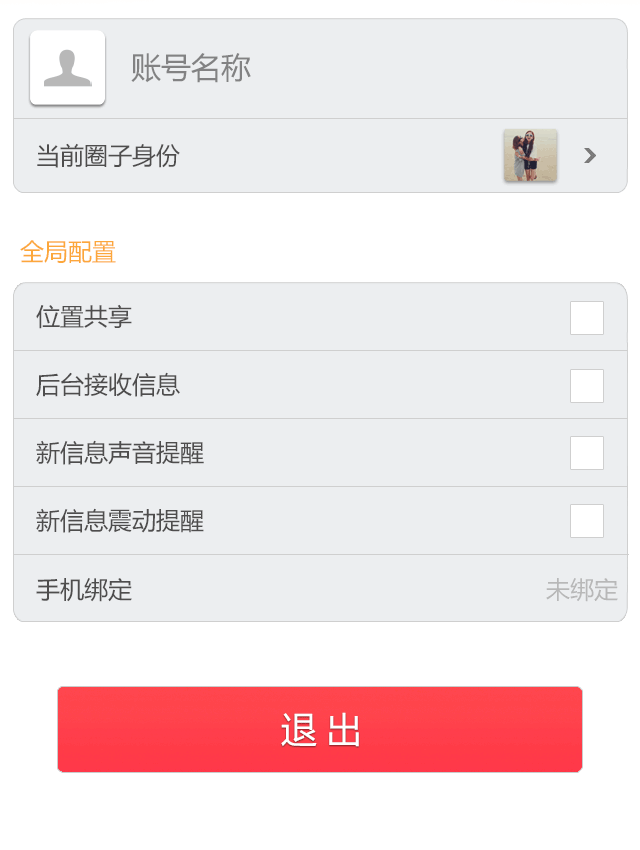 账号名称
当前圈子身份
全局配置
位置共享
后台接收信息
新信息声音提醒
新信息震动提醒
手机绑定 未绑定
退出